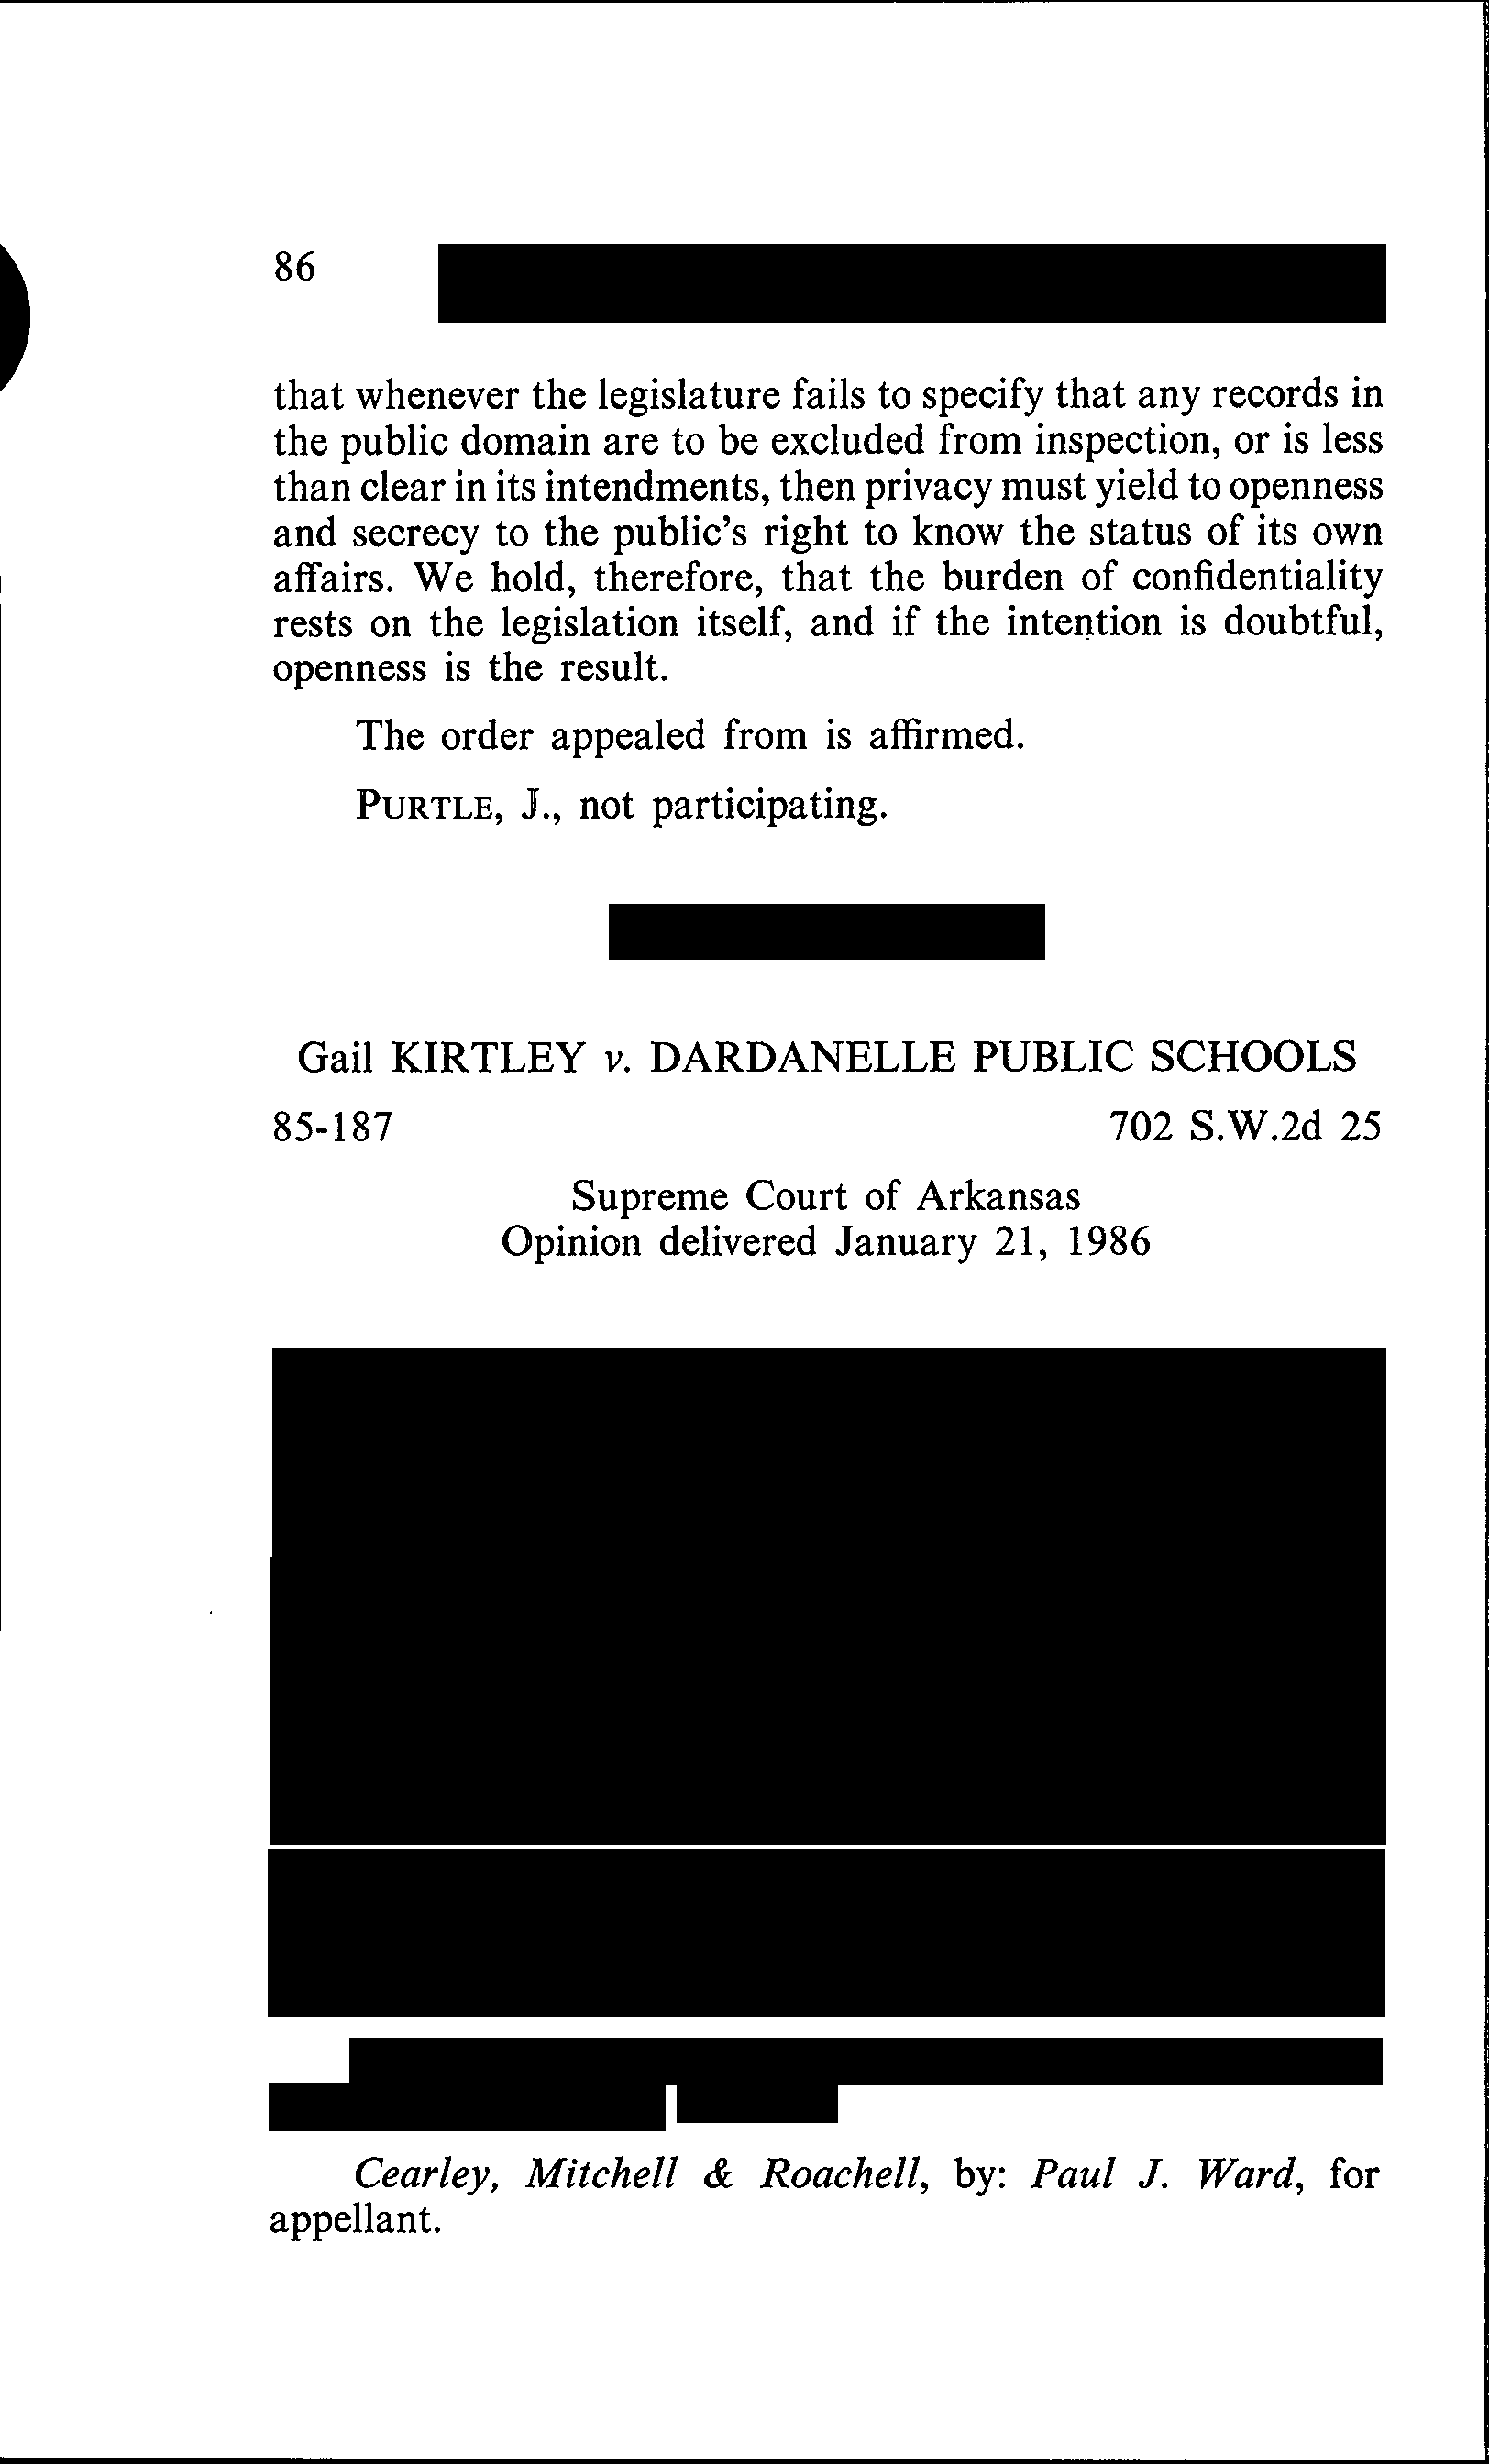 86
that whenever the legislature fails to specify that any records in
the public domain are to be excluded from inspection, or is less
than clear in its intendments, then privacy must yield to openness
and secrecy to the public's right to know the status of its own
affairs. We hold, therefore, that the burden of confidentiality
rests on the legislation itself, and if the intention is doubtful,
openness is the result.
The order appealed from is affirmed.
PURTLE, J., not participating.
Gail KIRTLEY v. DARDANELLE PUBLIC SCHOOLS
85-187 702 S.W.2d 25
Supreme Court of Arkansas
Opinion delivered January 21, 1986
Cearley, Mitchell & Roachell, by: Paul J. Ward, for
appellant.